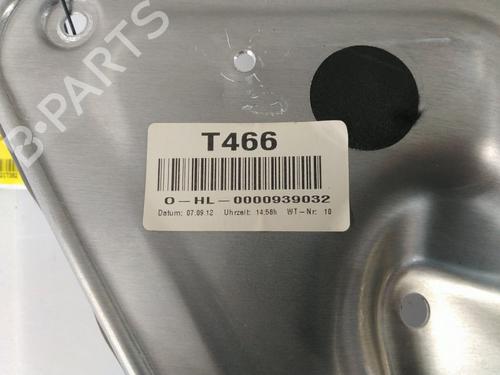 B-PARTS
T466
O-HL-0000939032
Datum: 07.09.12 Uhrzeit: 14:58h WT-Nr: 10